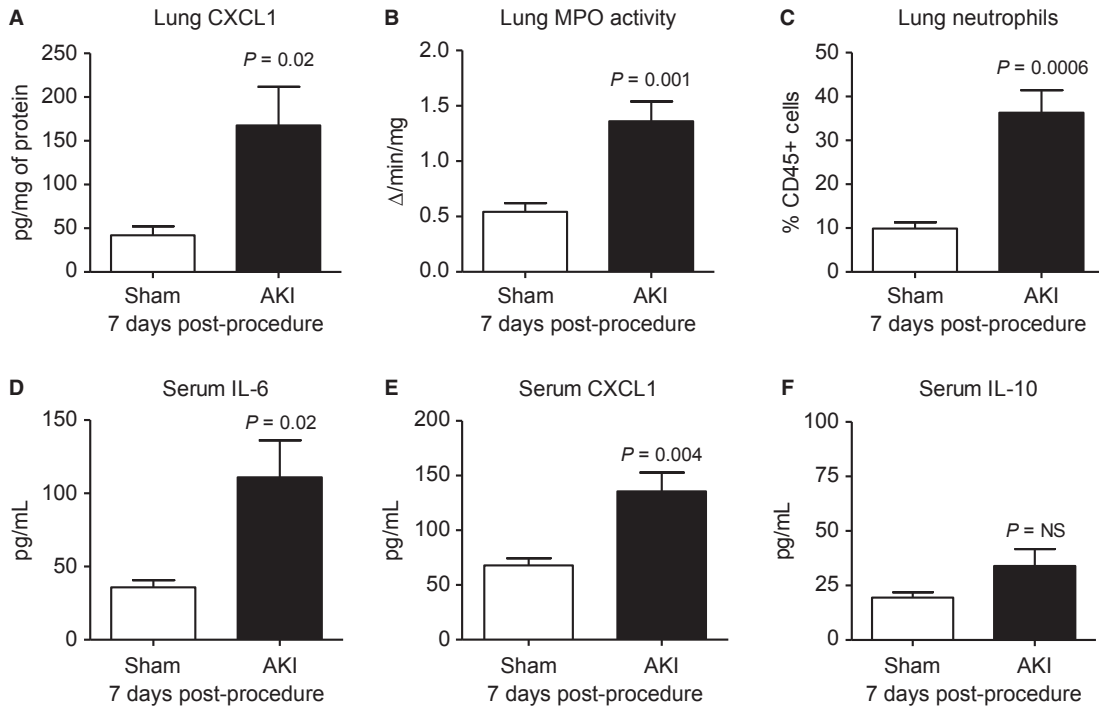 A Lung CXCL1
250
200
150
100
50
0
pg/mg of protein
P = 0.02
Sham AKI
7 days post-procedure
B Lung MPO activity
2.0
1.5
1.0
0.5
0.0
Δ/min/mg
P = 0.001
Sham AKI
7 days post-procedure
C Lung neutrophils
50
40
30
20
10
0
% CD45+ cells
P = 0.0006
Sham AKI
7 days post-procedure
D Serum IL-6
150
100
50
0
pg/mL
P = 0.02
Sham AKI
7 days post-procedure
E Serum CXCL1
200
150
100
50
0
pg/mL
P = 0.004
Sham AKI
7 days post-procedure
F Serum IL-10
100
75
50
25
0
pg/mL
P = NS
Sham AKI
7 days post-procedure